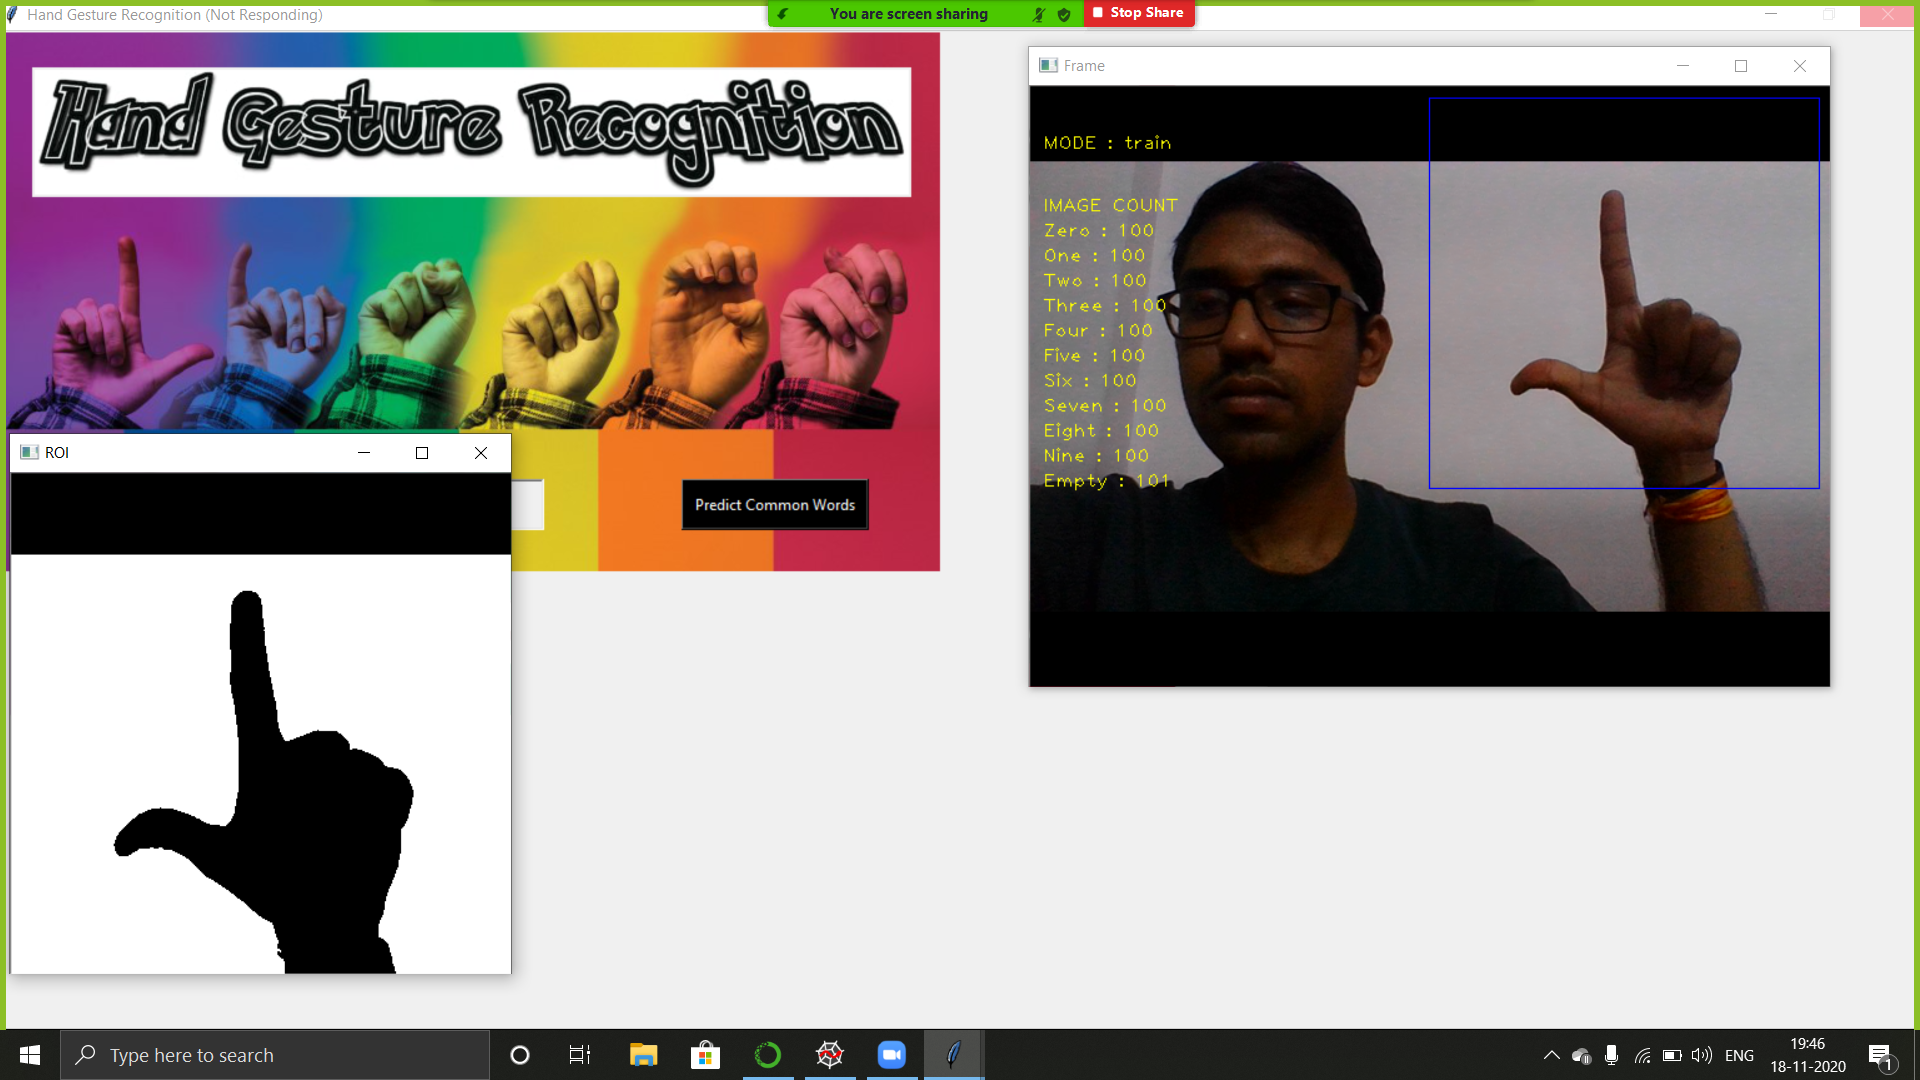 Hand Gesture Recognition (Not Responding)
You are screen sharing
Stop Share
Hand Gesture Recognition
Frame
MODE : train
IMAGE COUNT
Zero : 100
One : 100
Two : 100
Three : 100
Four : 100
Five : 100
Six : 100
Seven : 100
Eight : 100
Nine : 100
Empty : 101
ROI
Predict Common Words
Type here to search
ENG
19:46
18-11-2020
1